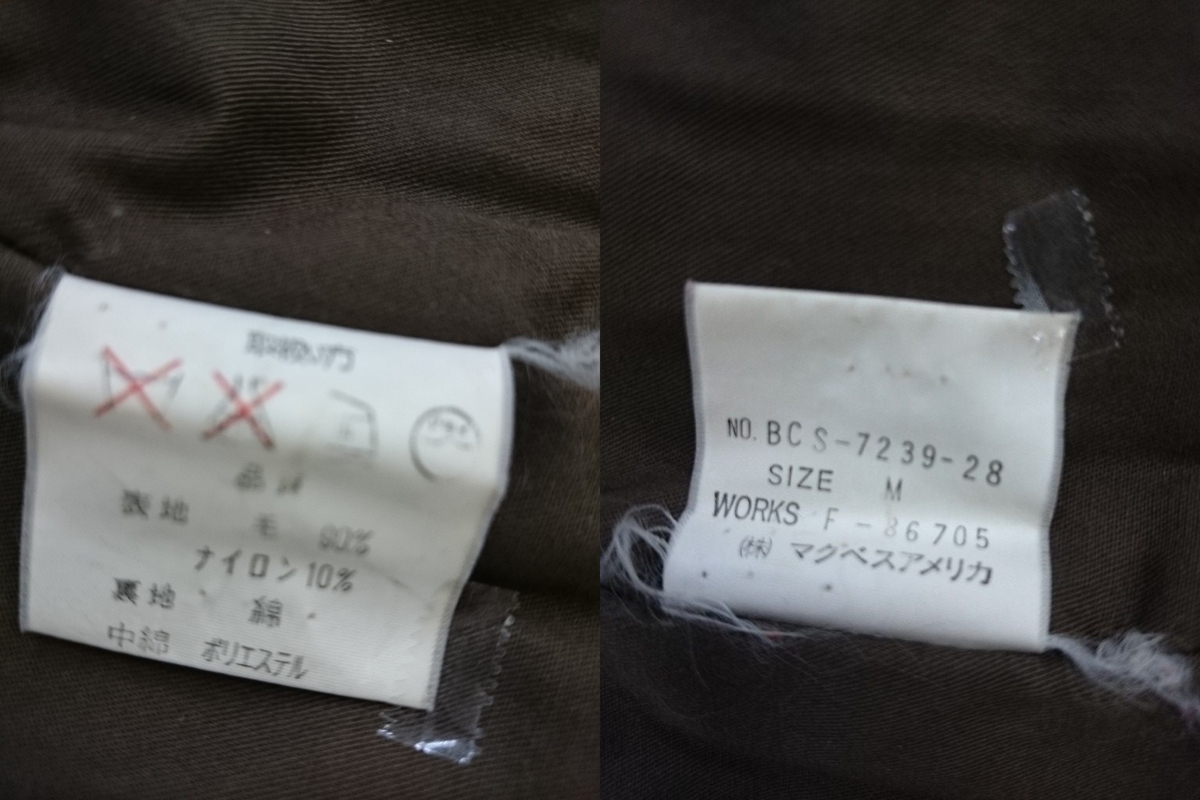 取扱い方
品質
表地 毛 90%
ナイロン10%
裏地 綿
中綿 ポリエステル
NO. BCS-7239-28
SIZE M
WORKS F-86705
(株) マグベスアメリカ